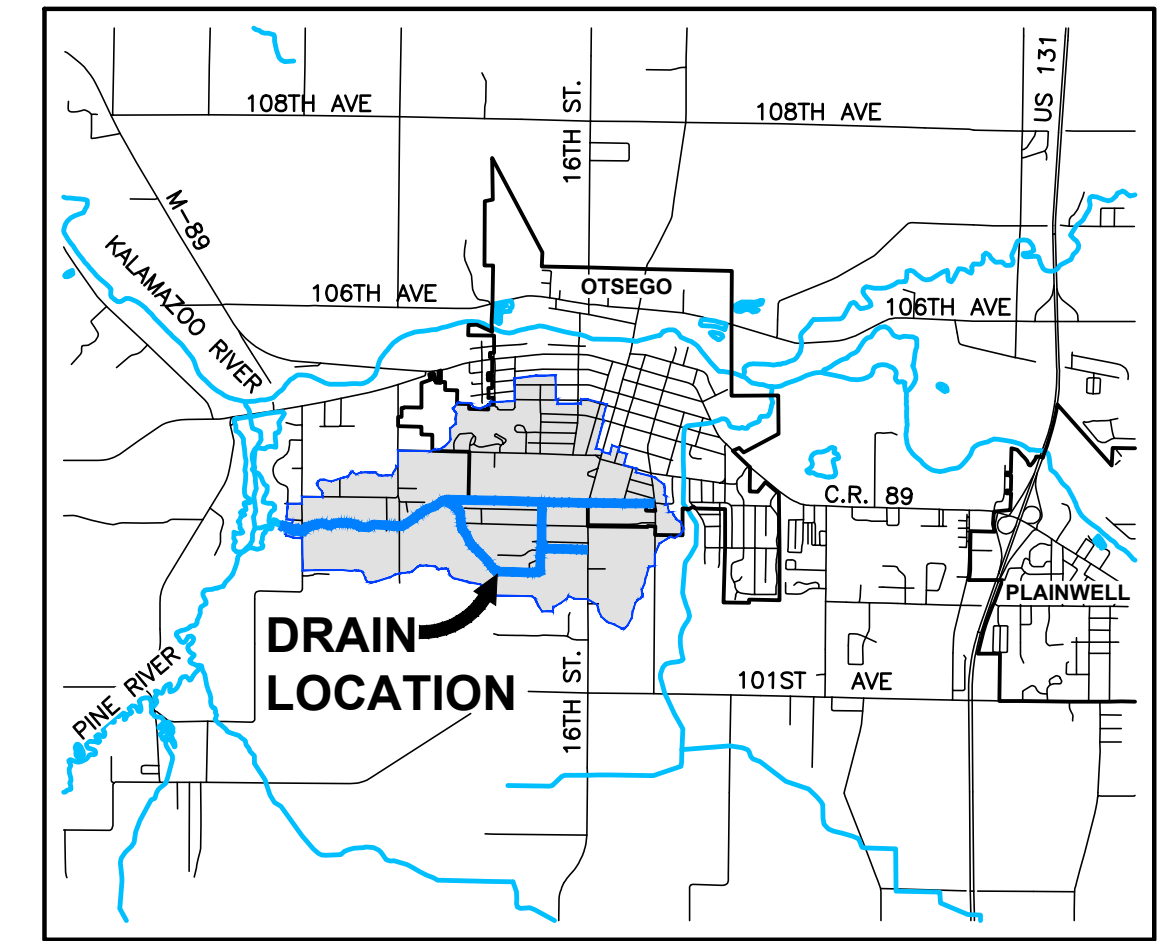 US 131
108TH AVE
16TH ST.
108TH AVE
M-89
KALAMAZOO RIVER
OTSEGO
106TH AVE
106TH AVE
C.R. 89
PLAINWELL
DRAIN
LOCATION
PINE RIVER
16TH ST.
101ST AVE